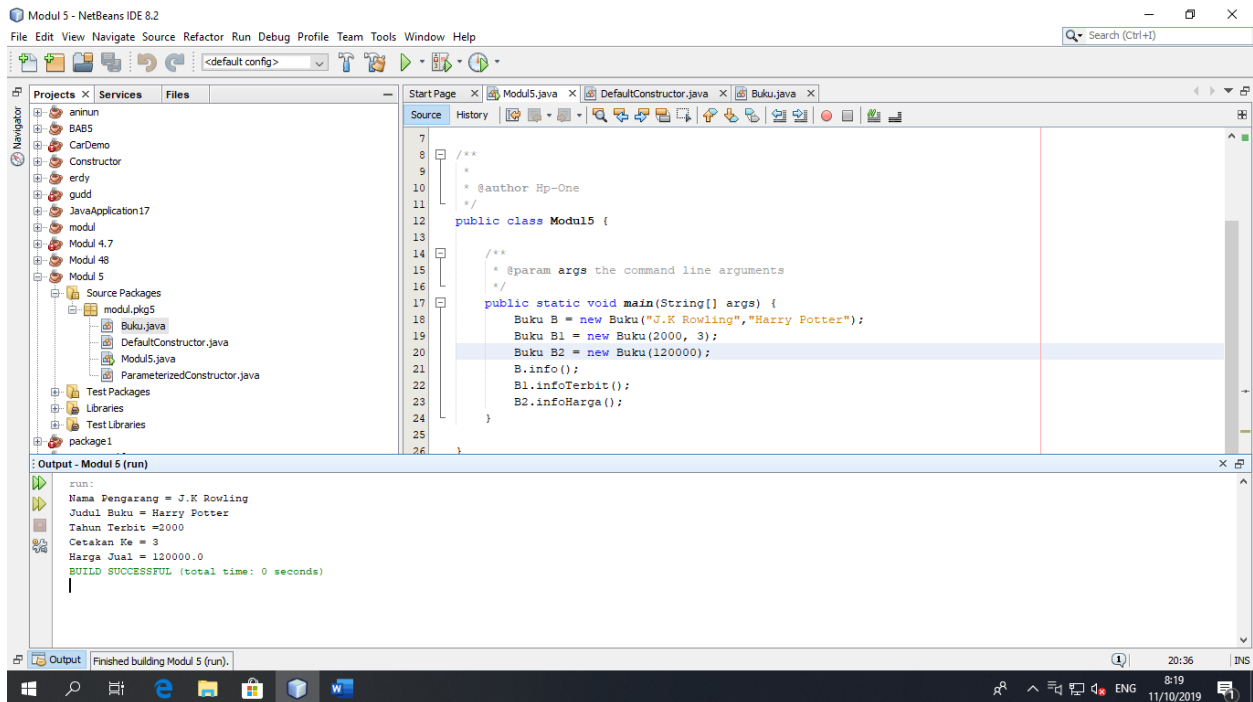 Modul 5 - NetBeans IDE 8.2
File Edit View Navigate Source Refactor Run Debug Profile Team Tools Window Help
Search (Ctrl+I)
<default config>
Projects Services Files
Navigator
aninun
BAB5
CarDemo
Constructor
erdy
gudd
JavaApplication17
modul
Modul 4.7
Modul 48
Modul 5
Source Packages
modul.pkg5
Buku.java
DefaultConstructor.java
Modul5.java
ParameterizedConstructor.java
Test Packages
Libraries
Test Libraries
package1
Start Page Modul5.java DefaultConstructor.java Buku.java
Source History
7
8 /**
9 *
10 * @author Hp-One
11 */
12 public class Modul5 {
13
14 /**
15 * @param args the command line arguments
16 */
17 public static void main(String[] args) {
18 Buku B = new Buku("J.K Rowling","Harry Potter");
19 Buku B1 = new Buku(2000, 3);
20 Buku B2 = new Buku(120000);
21 B.info();
22 B1.infoTerbit();
23 B2.infoHarga();
24 }
25
26 }
Output - Modul 5 (run)
run:
Nama Pengarang = J.K Rowling
Judul Buku = Harry Potter
Tahun Terbit =2000
Cetakan Ke = 3
Harga Jual = 120000.0
BUILD SUCCESSFUL (total time: 0 seconds)
Output Finished building Modul 5 (run).
1 20:36 INS
ENG 8:19
11/10/2019 1